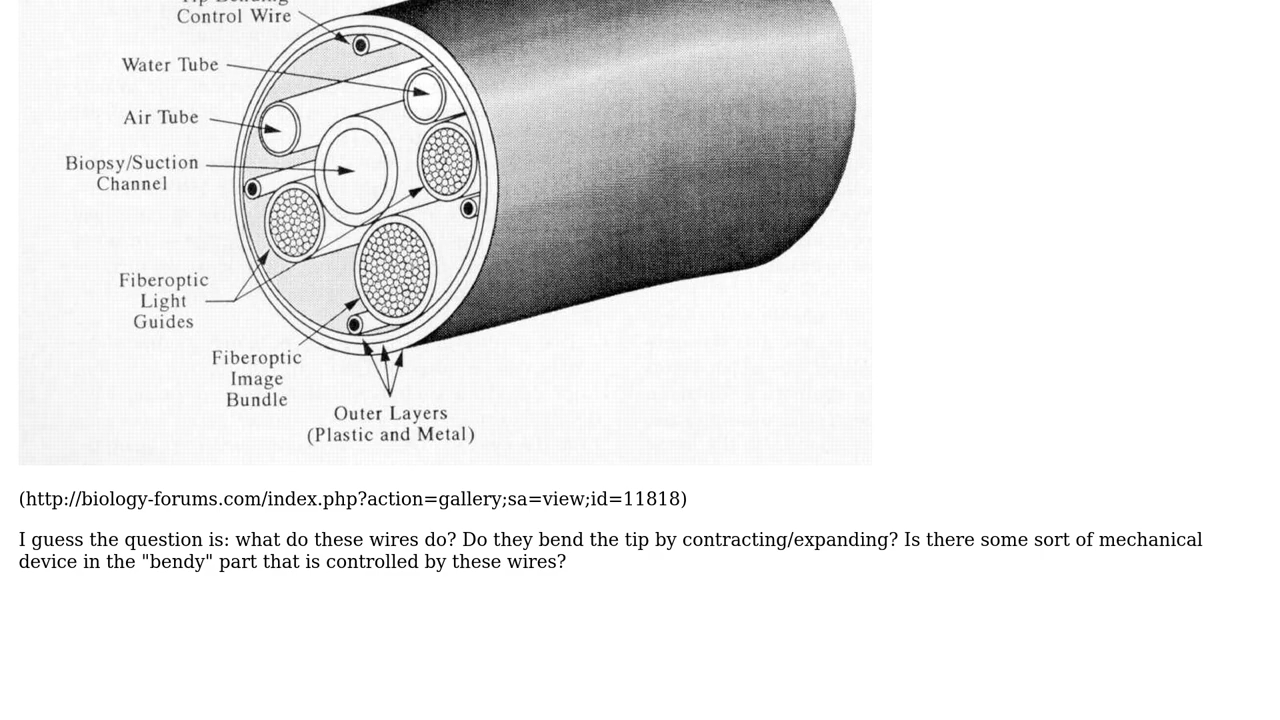 Control Wire
Water Tube
Air Tube
Biopsy/Suction
Channel
Fiberoptic
Light
Guides
Fiberoptic
Image
Bundle
Outer Layers
(Plastic and Metal)
(http://biology-forums.com/index.php?action=gallery;sa=view;id=11818)
I guess the question is: what do these wires do? Do they bend the tip by contracting/expanding? Is there some sort of mechanical
device in the "bendy" part that is controlled by these wires?